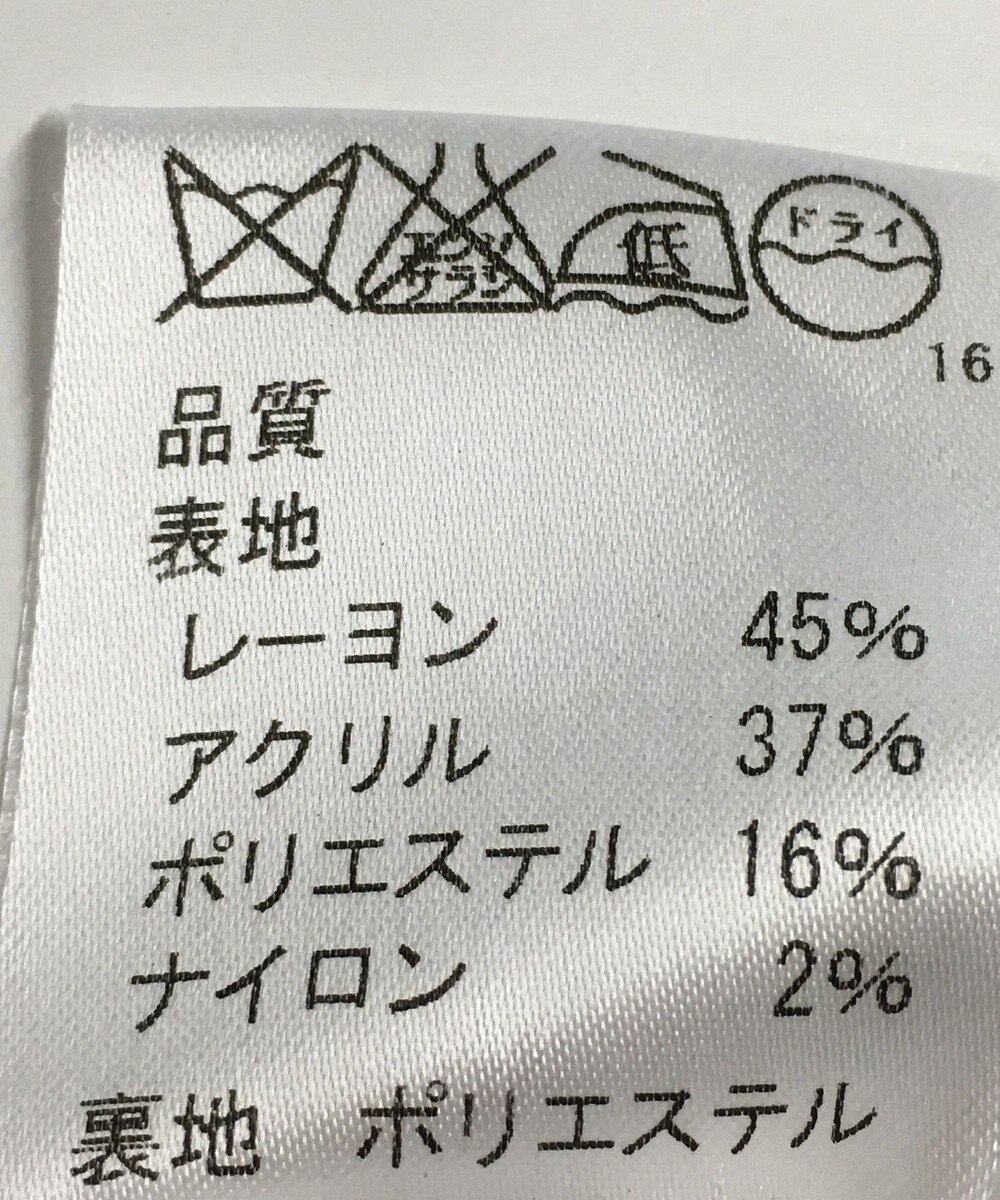 エンソ
サラシ 低 ドライ
16
品質
表地
レーヨン 45%
アクリル 37%
ポリエステル 16%
ナイロン 2%
裏地 ポリエステル